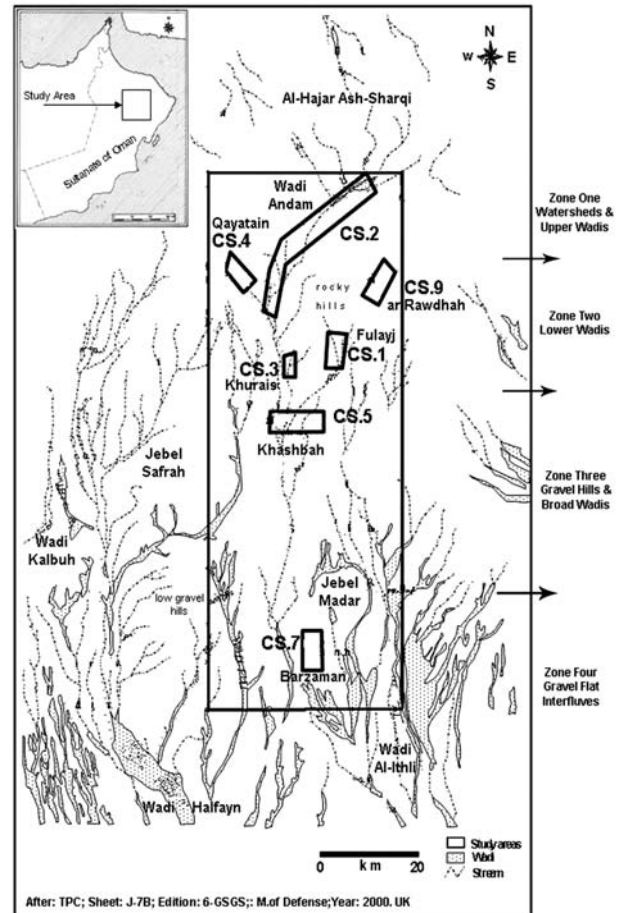 N
W E
S
Study Area
Sultanate of Oman
Al-Hajar Ash-Sharqi
Wadi
Andam
Qayatain
CS.4
CS.2
Zone One
Watersheds &
Upper Wadis
rocky
hills
CS.9
ar Rawdhah
Fulayj
CS.1
CS.3
Khurais
Zone Two
Lower Wadis
CS.5
Khashbah
Jebel
Safrah
Zone Three
Gravel Hills &
Broad Wadis
Wadi
Kalbuh
low gravel
hills
Jebel
Madar
CS.7
Barzaman
Zone Four
Gravel Flat
Interfluves
Wadi
Al-Ithli
Wadi Halfayn
0 km 20
Study areas
Wadi
Stream
After: TPC; Sheet: J-7B; Edition: 6-GSGS;: M.of Defense;Year: 2000. UK